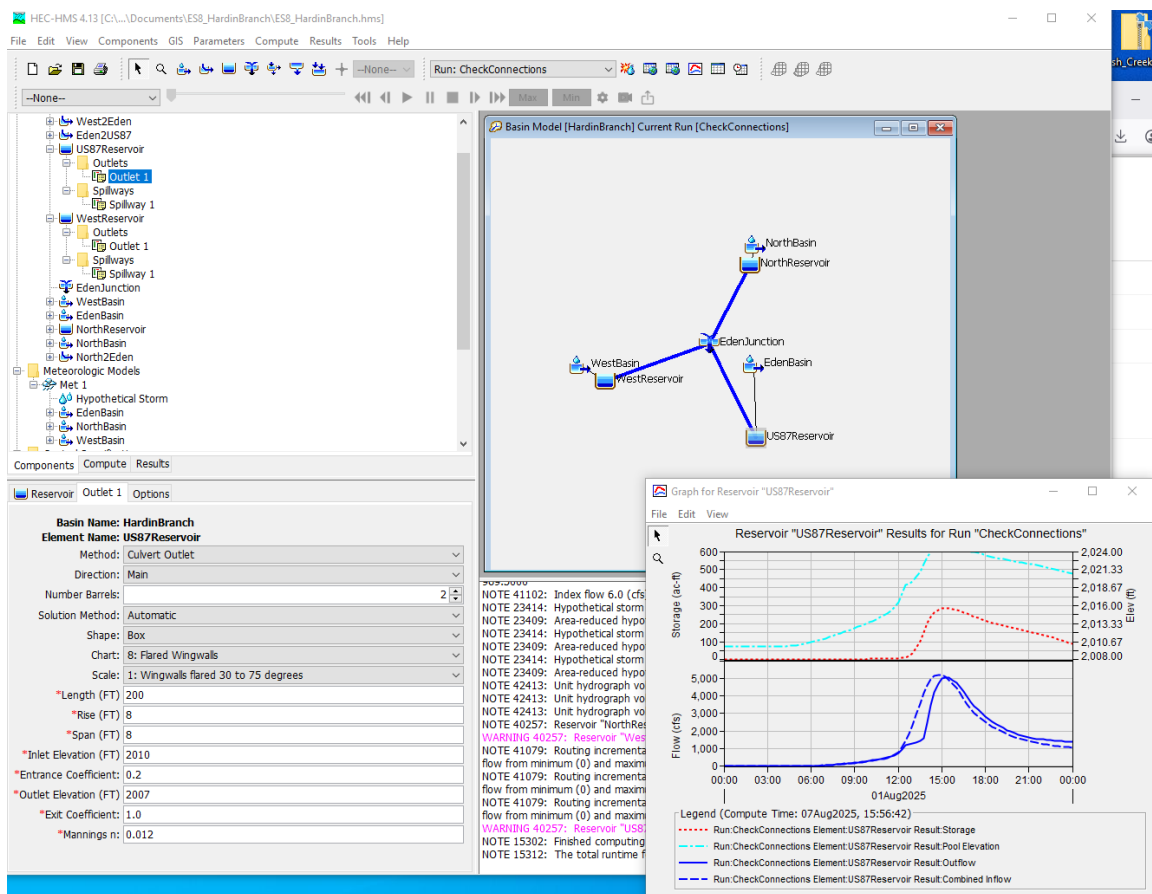 HEC-HMS 4.13 [C:\...\Documents\ES8_HardinBranch\ES8_HardinBranch.hms]
File Edit View Components GIS Parameters Compute Results Tools Help
--None-- Run: CheckConnections
--None-- Max Min
West2Eden
Eden2US87
US87Reservoir
Outlets
Outlet 1
Spillways
Spillway 1
WestReservoir
Outlets
Outlet 1
Spillways
Spillway 1
EdenJunction
WestBasin
EdenBasin
NorthReservoir
NorthBasin
North2Eden
Meteorologic Models
Met 1
Hypothetical Storm
EdenBasin
NorthBasin
WestBasin
Components Compute Results
Reservoir Outlet 1 Options
Basin Name: HardinBranch
Element Name: US87Reservoir
Method: Culvert Outlet
Direction: Main
Number Barrels: 2
Solution Method: Automatic
Shape: Box
Chart: 8: Flared Wingwalls
Scale: 1: Wingwalls flared 30 to 75 degrees
*Length (FT) 200
*Rise (FT) 8
*Span (FT) 8
*Inlet Elevation (FT) 2010
*Entrance Coefficient: 0.2
*Outlet Elevation (FT) 2007
*Exit Coefficient: 1.0
*Mannings n: 0.012
Basin Model [HardinBranch] Current Run [CheckConnections]
NorthBasin
NorthReservoir
EdenJunction
WestBasin
WestReservoir
EdenBasin
US87Reservoir
NOTE 41102: Index flow 6.0 (cfs
NOTE 23414: Hypothetical storm
NOTE 23409: Area-reduced hypo
NOTE 23414: Hypothetical storm
NOTE 23409: Area-reduced hypo
NOTE 23414: Hypothetical storm
NOTE 23409: Area-reduced hypo
NOTE 42413: Unit hydrograph vo
NOTE 42413: Unit hydrograph vo
NOTE 42413: Unit hydrograph vo
NOTE 40257: Reservoir "NorthRes
WARNING 40257: Reservoir "Wes
NOTE 41079: Routing incrementa
flow from minimum (0) and maximu
NOTE 41079: Routing incrementa
flow from minimum (0) and maximu
NOTE 41079: Routing incrementa
flow from minimum (0) and maximu
WARNING 40257: Reservoir "US87
NOTE 15302: Finished computing
NOTE 15312: The total runtime f
Graph for Reservoir "US87Reservoir"
File Edit View
Reservoir "US87Reservoir" Results for Run "CheckConnections"
Storage (ac-ft)
600
500
400
300
200
100
0
Elev (ft)
2,024.00
2,021.33
2,018.67
2,016.00
2,013.33
2,010.67
2,008.00
Flow (cfs)
5,000
4,000
3,000
2,000
1,000
0
00:00 03:00 06:00 09:00 12:00 15:00 18:00 21:00 00:00
01Aug2025
Legend (Compute Time: 07Aug2025, 15:56:42)
Run:CheckConnections Element:US87Reservoir Result:Storage
Run:CheckConnections Element:US87Reservoir Result:Pool Elevation
Run:CheckConnections Element:US87Reservoir Result:Outflow
Run:CheckConnections Element:US87Reservoir Result:Combined Inflow
sh_Creek